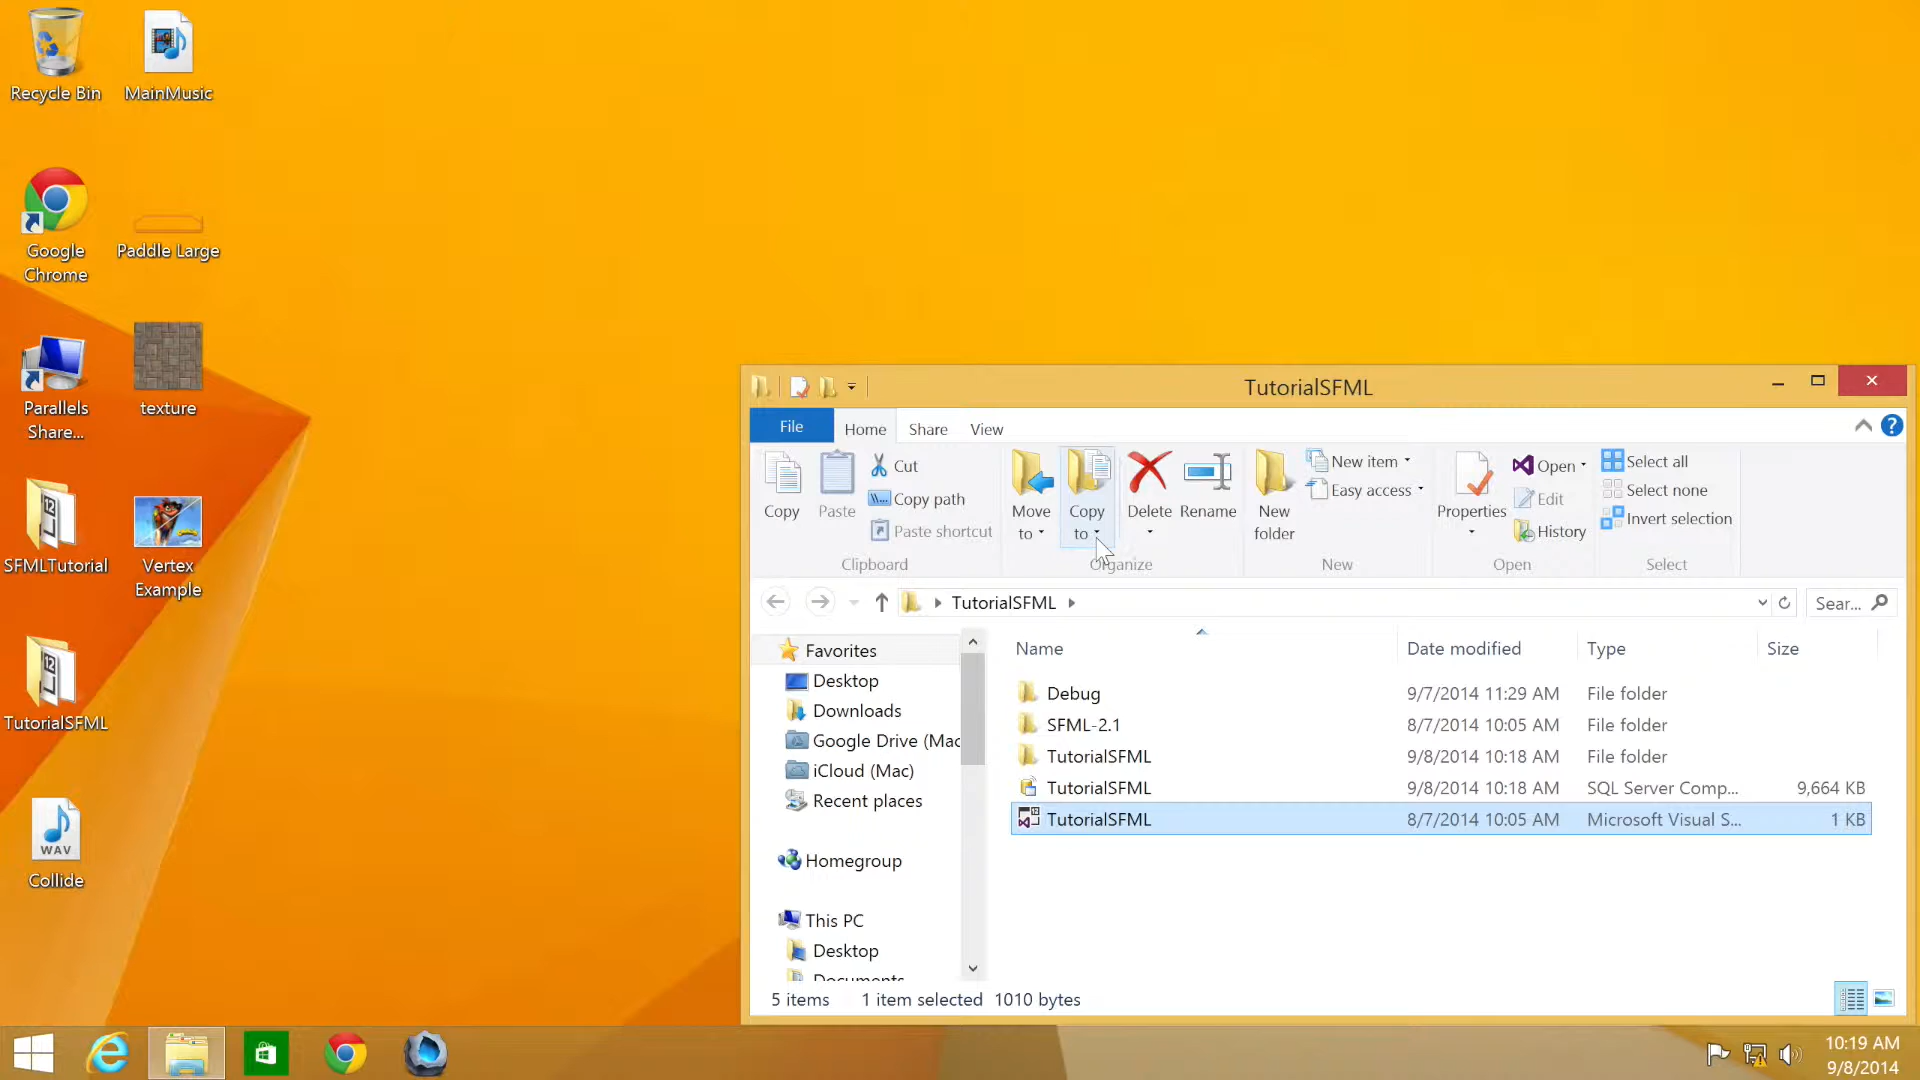 Recycle Bin
MainMusic
Google
Chrome
Paddle Large
Parallels
Share...
texture
SFMLTutorial
Vertex
Example
TutorialSFML
WAV
Collide
TutorialSFML
File
Home
Share
View
Copy
Paste
Cut
Copy path
Paste shortcut
Clipboard
Move
to
Copy
to
Delete
Rename
Organize
New
folder
New item
Easy access
New
Properties
Open
Edit
History
Open
Select all
Select none
Invert selection
Select
TutorialSFML
Sear...
Favorites
Desktop
Downloads
Google Drive (Mac
iCloud (Mac)
Recent places
Homegroup
This PC
Desktop
Documents
Name Date modified Type Size
Debug 9/7/2014 11:29 AM File folder
SFML-2.1 8/7/2014 10:05 AM File folder
TutorialSFML 9/8/2014 10:18 AM File folder
TutorialSFML 9/8/2014 10:18 AM SQL Server Comp... 9,664 KB
TutorialSFML 8/7/2014 10:05 AM Microsoft Visual S... 1 KB
5 items 1 item selected 1010 bytes
10:19 AM
9/8/2014